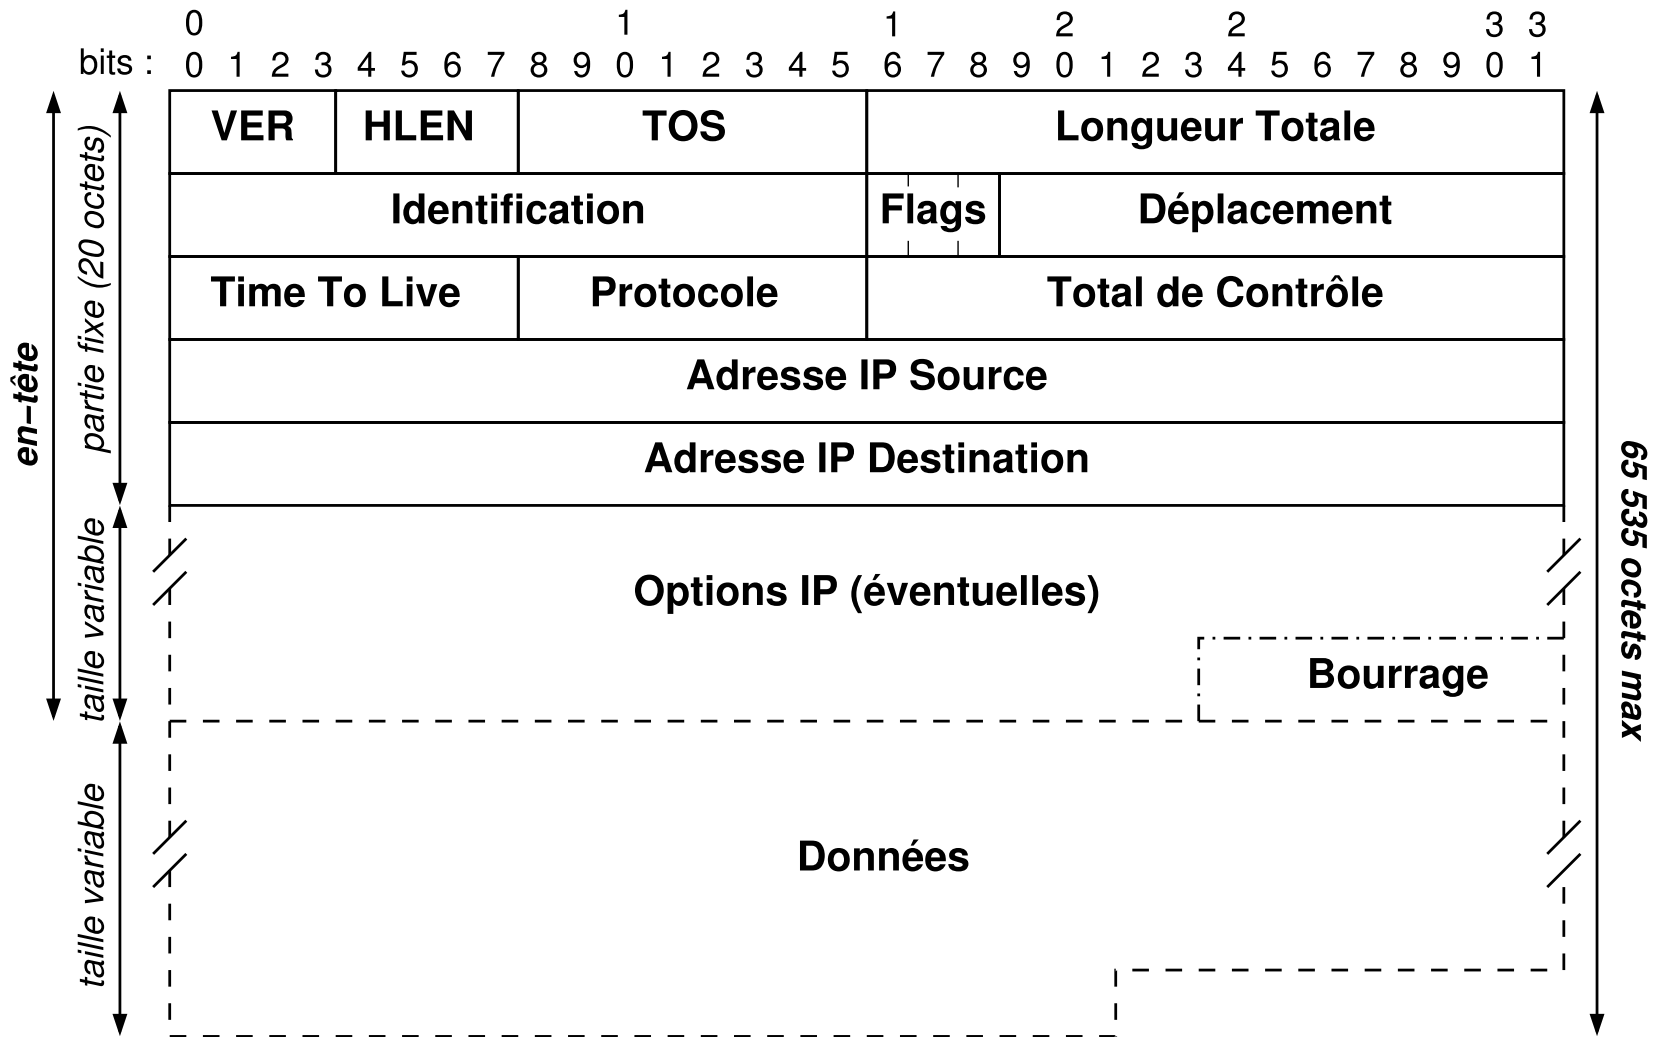 0 1 1 2 2 3 3
bits : 0 1 2 3 4 5 6 7 8 9 0 1 2 3 4 5 6 7 8 9 0 1 2 3 4 5 6 7 8 9 0 1
VER HLEN TOS Longueur Totale
Identification Flags Déplacement
Time To Live Protocole Total de Contrôle
Adresse IP Source
Adresse IP Destination
Options IP (éventuelles)
Bourrage
Données
en-tête
partie fixe (20 octets)
taille variable
taille variable
65 535 octets max